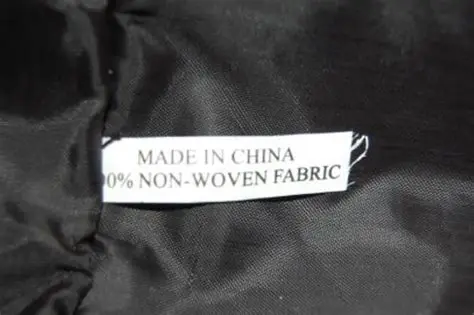 MADE IN CHINA
00% NON-WOVEN FABRIC